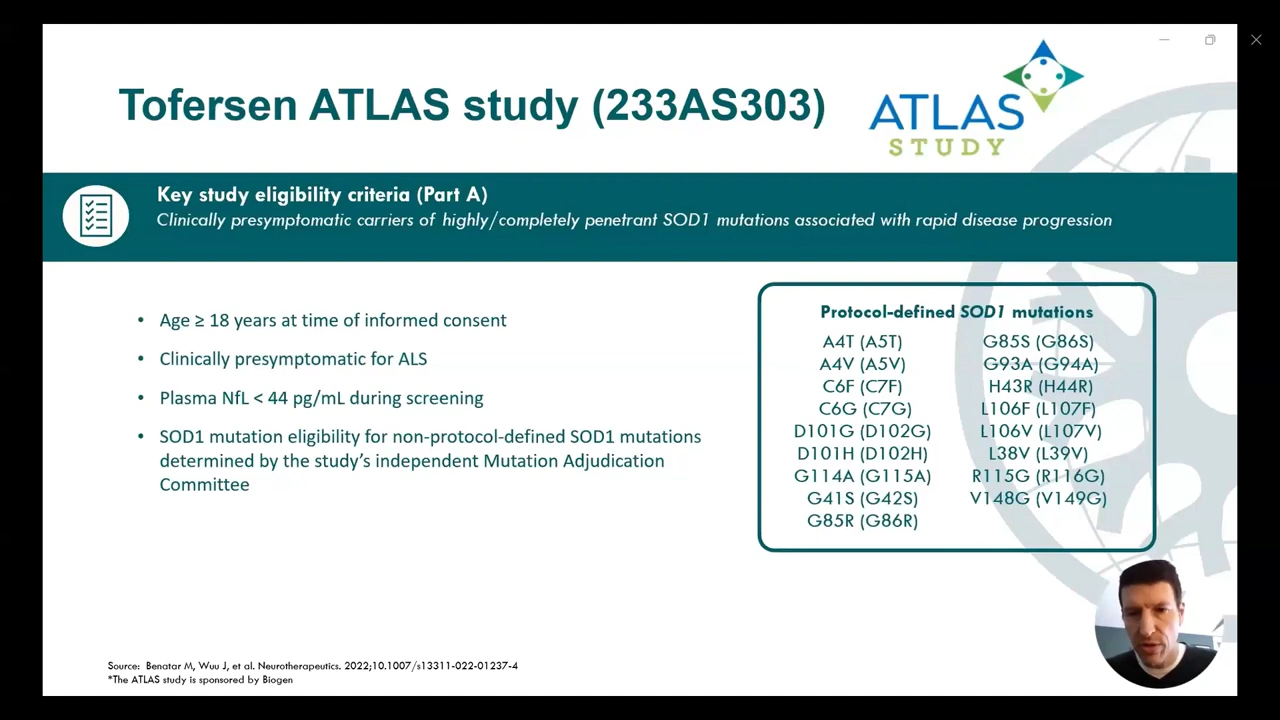 Tofersen ATLAS study (233AS303)
ATLAS
STUDY
Key study eligibility criteria (Part A)
Clinically presymptomatic carriers of highly/completely penetrant SOD1 mutations associated with rapid disease progression
• Age ≥ 18 years at time of informed consent
• Clinically presymptomatic for ALS
• Plasma NfL < 44 pg/mL during screening
• SOD1 mutation eligibility for non-protocol-defined SOD1 mutations
determined by the study's independent Mutation Adjudication
Committee
Protocol-defined SOD1 mutations
A4T (A5T)
A4V (A5V)
C6F (C7F)
C6G (C7G)
D101G (D102G)
D101H (D102H)
G114A (G115A)
G41S (G42S)
G85R (G86R)
G85S (G86S)
G93A (G94A)
H43R (H44R)
L106F (L107F)
L106V (L107V)
L38V (L39V)
R115G (R116G)
V148G (V149G)
Source: Benatar M, Wuu J, et al. Neurotherapeutics. 2022;10.1007/s13311-022-01237-4
*The ATLAS study is sponsored by Biogen